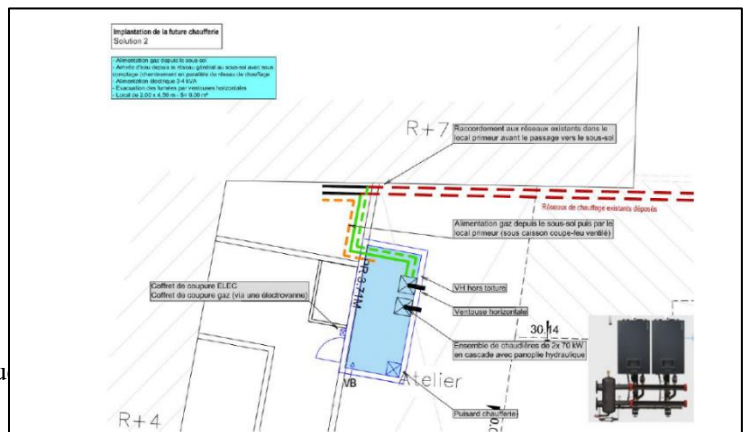 Implantation de la future chaufferie
Solution 2
- Alimentation gaz depuis le sous-sol
- Arrivée d'eau depuis le réseau général au sous-sol avec sous
comptage (cheminement en parallèle du réseau de chauffage
- Alimentation électrique 3-4 kVA
- Evacuation des fumées par ventouses horizontales
- Local de 2,00 x 4,50 m - S= 9,00 m²
R+7
Raccordement aux réseaux existants dans le
local primeur avant le passage vers le sous-sol
Réseaux de chauffage existants déposés
Alimentation gaz depuis le sous-sol puis par le
local primeur (sous caisson coupe-feu ventilé)
Coffret de coupure ELEC
Coffret de coupure gaz (via une électrovanne)
PR.3.71M
VH hors toiture
Ventouse horizontale
30.14
Ensemble de chaudières de 2x 70 kW
en cascade avec panoplie hydraulique
VB
Atelier
Puisard chaufferie
R+4